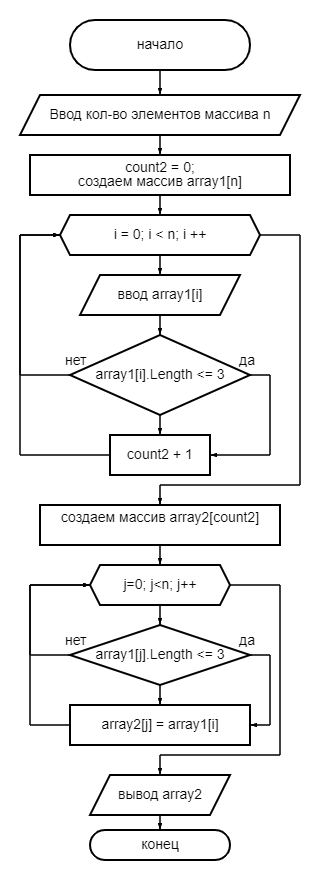 начало
Ввод кол-во элементов массива n
count2 = 0;
создаем массив array1[n]
i = 0; i < n; i ++
ввод array1[i]
нет
да
array1[i].Length <= 3
count2 + 1
создаем массив array2[count2]
j=0; j<n; j++
нет
да
array1[j].Length <= 3
array2[j] = array1[i]
вывод array2
конец